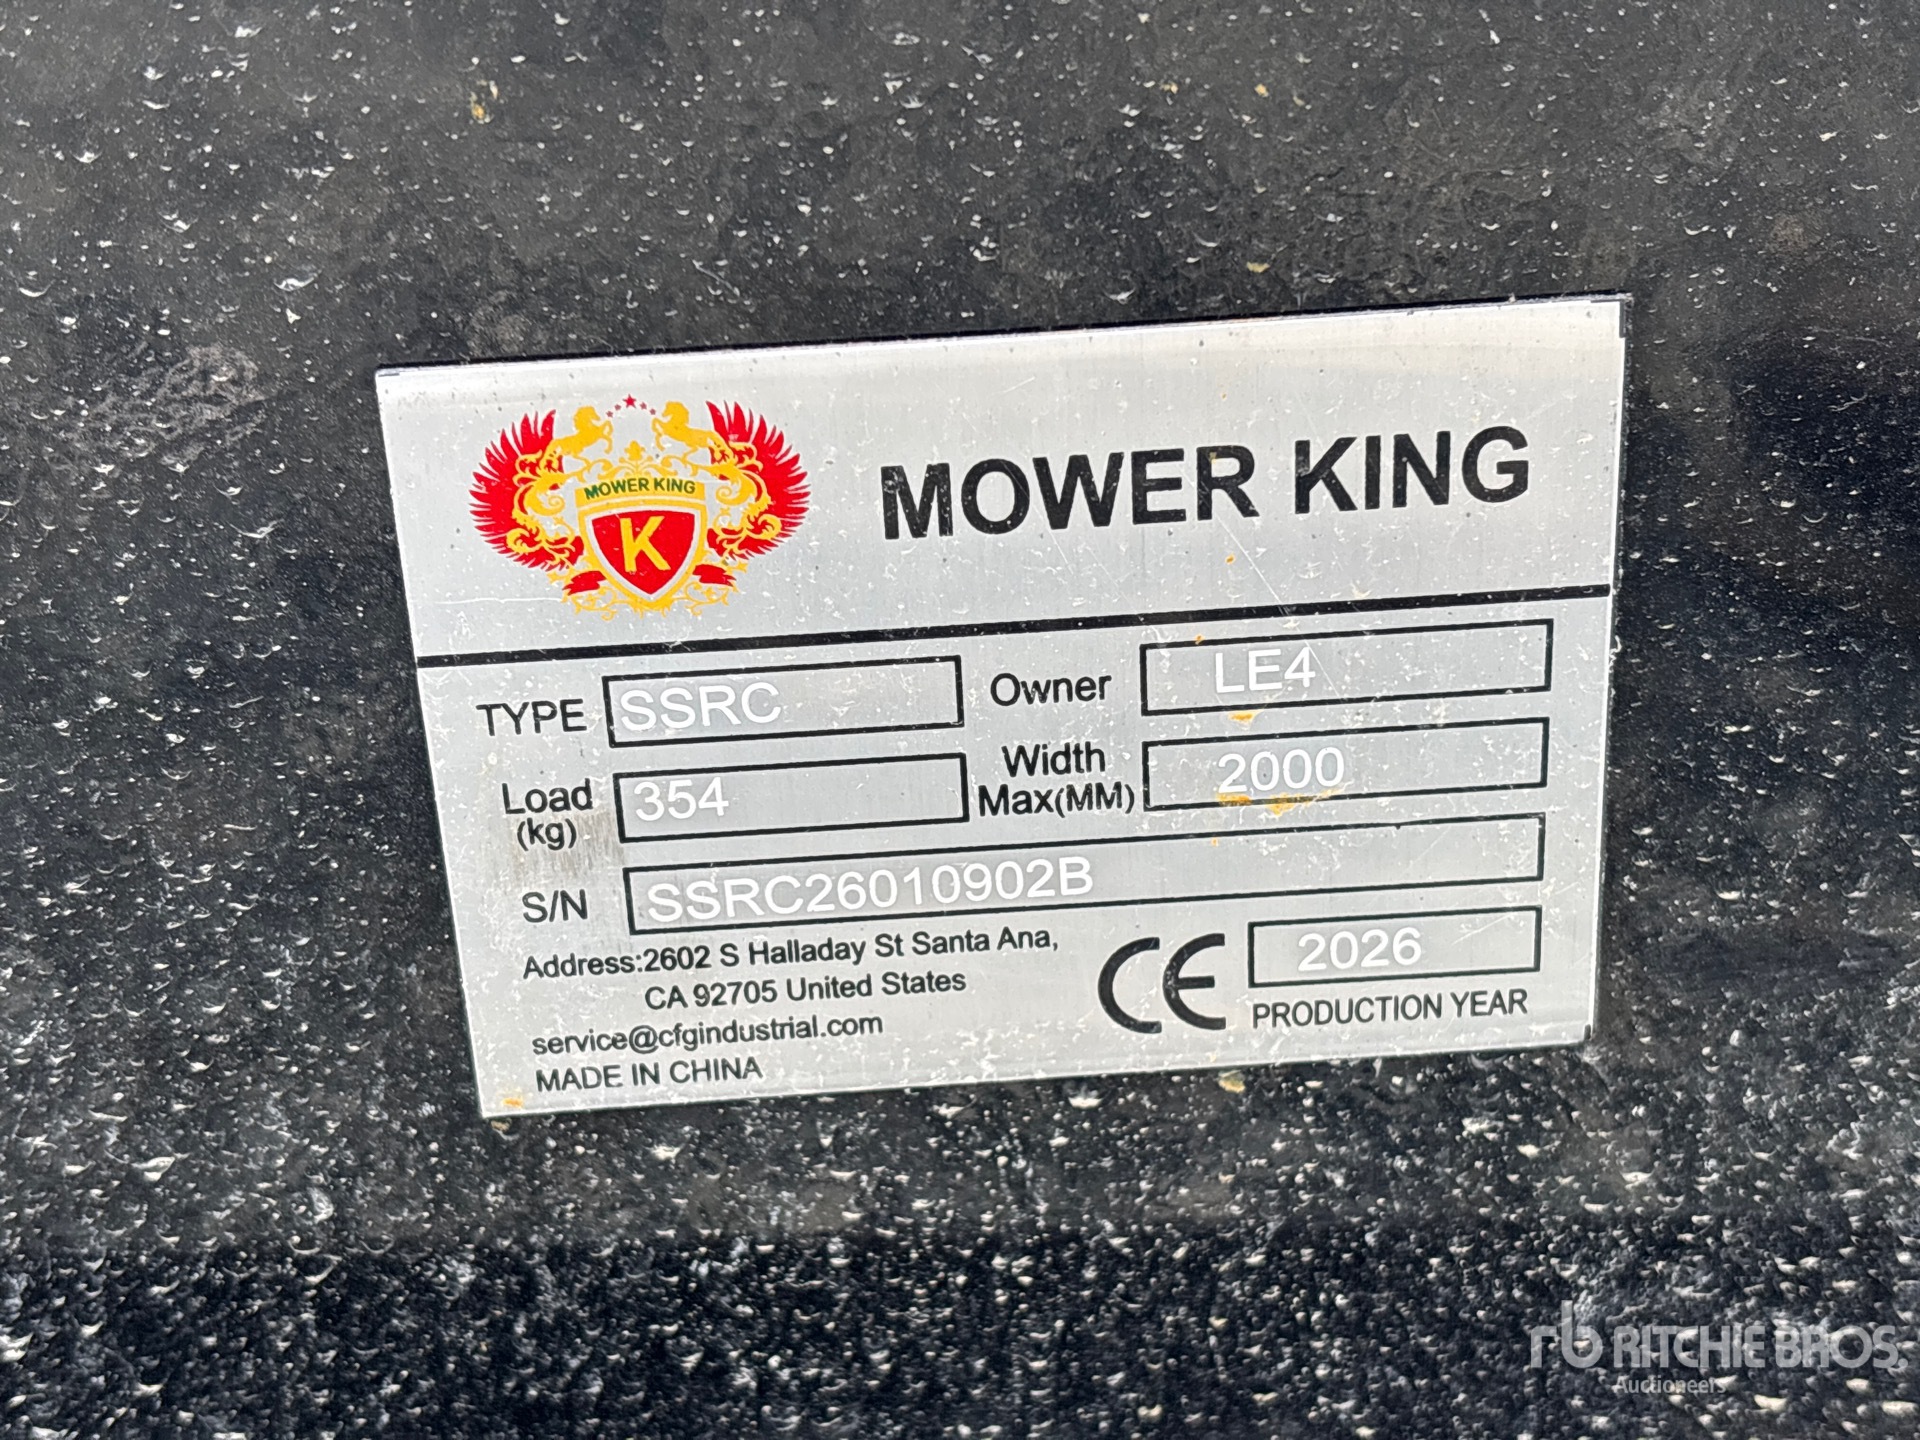 MOWER KING
K
MOWER KING
TYPE SSRC Owner LE4
Load (kg) 354 Width Max(MM) 2000
S/N SSRC26010902B
Address:2602 S Halladay St Santa Ana,
CA 92705 United States
service@cfgindustrial.com
MADE IN CHINA
CE 2026
PRODUCTION YEAR
rb RITCHIE BROS.
Auctioneers